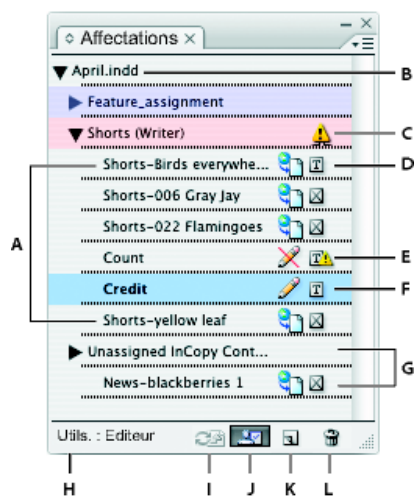 Affectations
April.indd
B
Feature_assignment
Shorts (Writer)
C
Shorts-Birds everywhe...
D
Shorts-006 Gray Jay
Shorts-022 Flamingoes
A
Count
E
Credit
F
Shorts-yellow leaf
Unassigned InCopy Cont...
G
News-blackberries 1
Utils. : Editeur
H I J K L